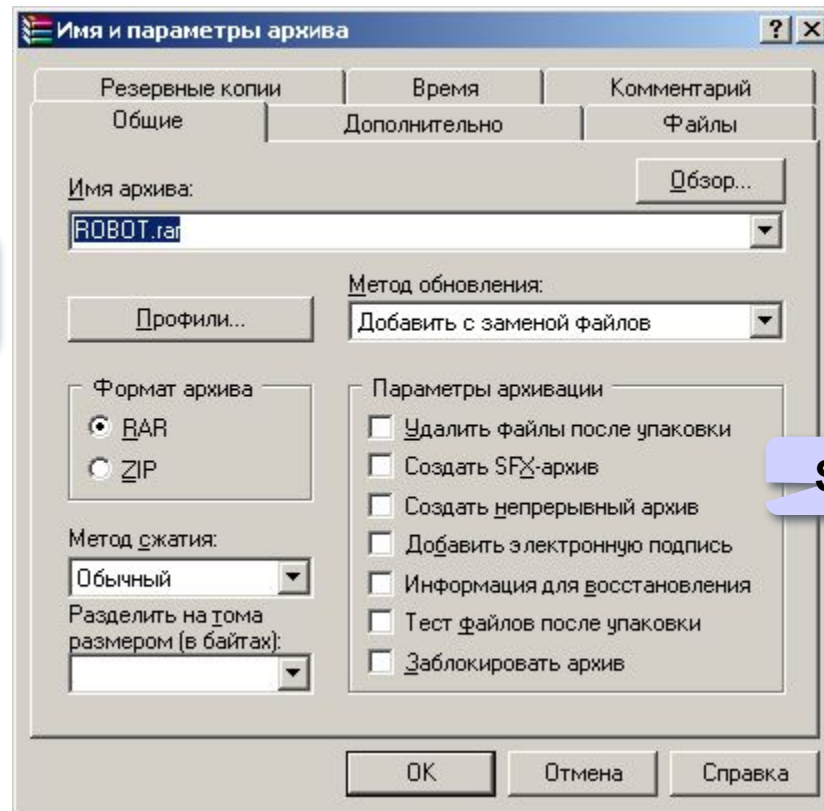 Имя и параметры архива
Резервные копии Время Комментарий
Общие Дополнительно Файлы
Имя архива:
Обзор...
ROBOT.rar
Метод обновления:
Профили...
Добавить с заменой файлов
Формат архива
RAR
ZIP
Метод сжатия:
Обычный
Разделить на тома
размером (в байтах):
Параметры архивации
Удалить файлы после упаковки
Создать SFX-архив
Создать непрерывный архив
Добавить электронную подпись
Информация для восстановления
Тест файлов после упаковки
Заблокировать архив
OK Отмена Справка